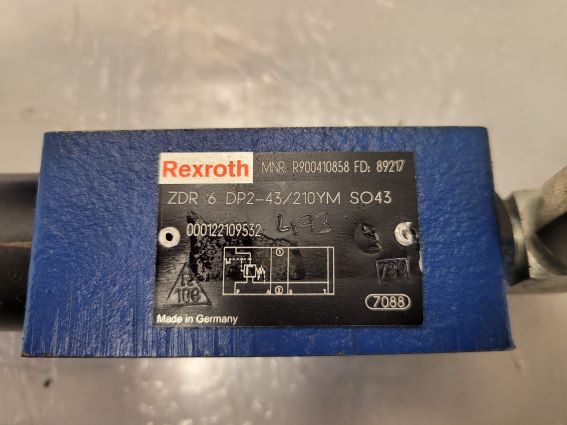 Rexroth MNR: R900410858 FD: 89217
ZDR 6 DP2-43/210YM SO43
000122109532
P A B T
7088
Made in Germany